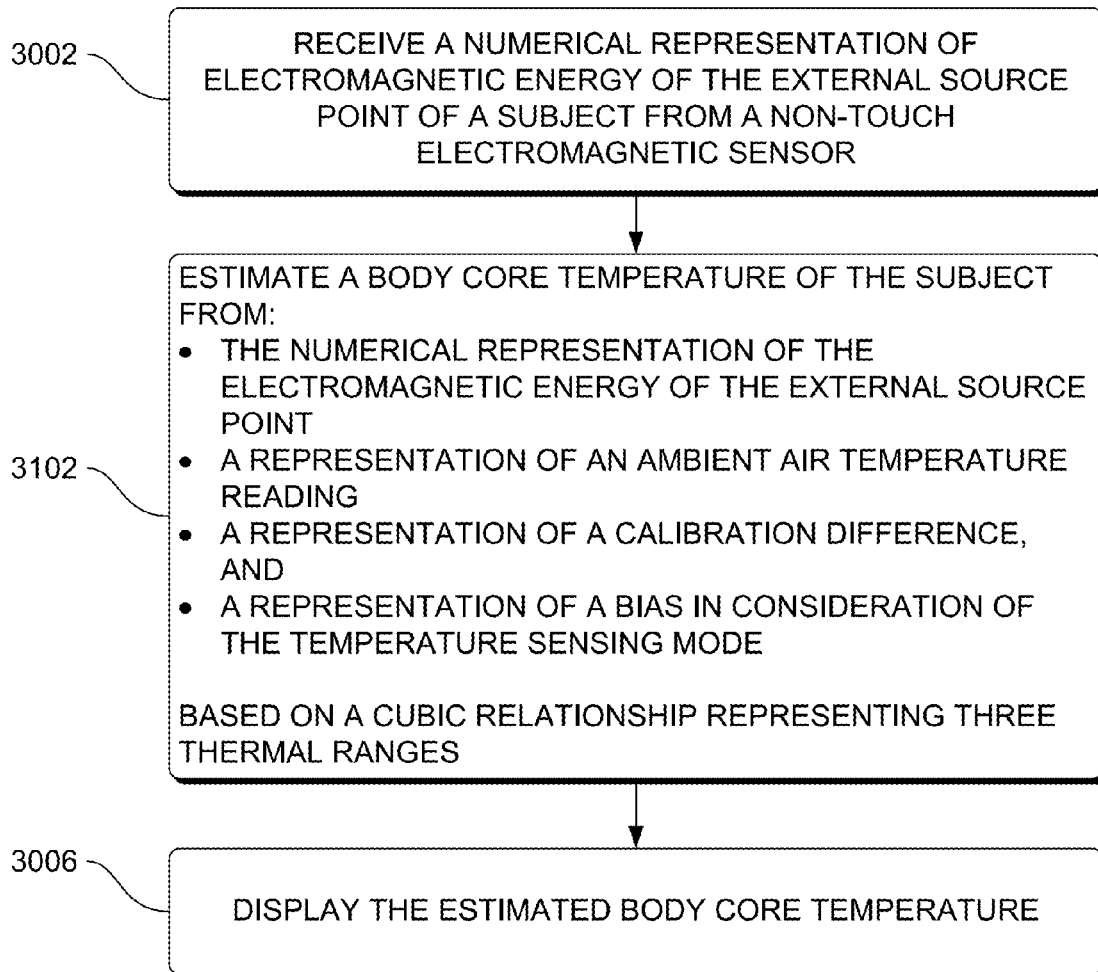 3002
RECEIVE A NUMERICAL REPRESENTATION OF
ELECTROMAGNETIC ENERGY OF THE EXTERNAL SOURCE
POINT OF A SUBJECT FROM A NON-TOUCH
ELECTROMAGNETIC SENSOR
3102
ESTIMATE A BODY CORE TEMPERATURE OF THE SUBJECT
FROM:
• THE NUMERICAL REPRESENTATION OF THE
ELECTROMAGNETIC ENERGY OF THE EXTERNAL SOURCE
POINT
• A REPRESENTATION OF AN AMBIENT AIR TEMPERATURE
READING
• A REPRESENTATION OF A CALIBRATION DIFFERENCE,
AND
• A REPRESENTATION OF A BIAS IN CONSIDERATION OF
THE TEMPERATURE SENSING MODE
BASED ON A CUBIC RELATIONSHIP REPRESENTING THREE
THERMAL RANGES
3006
DISPLAY THE ESTIMATED BODY CORE TEMPERATURE